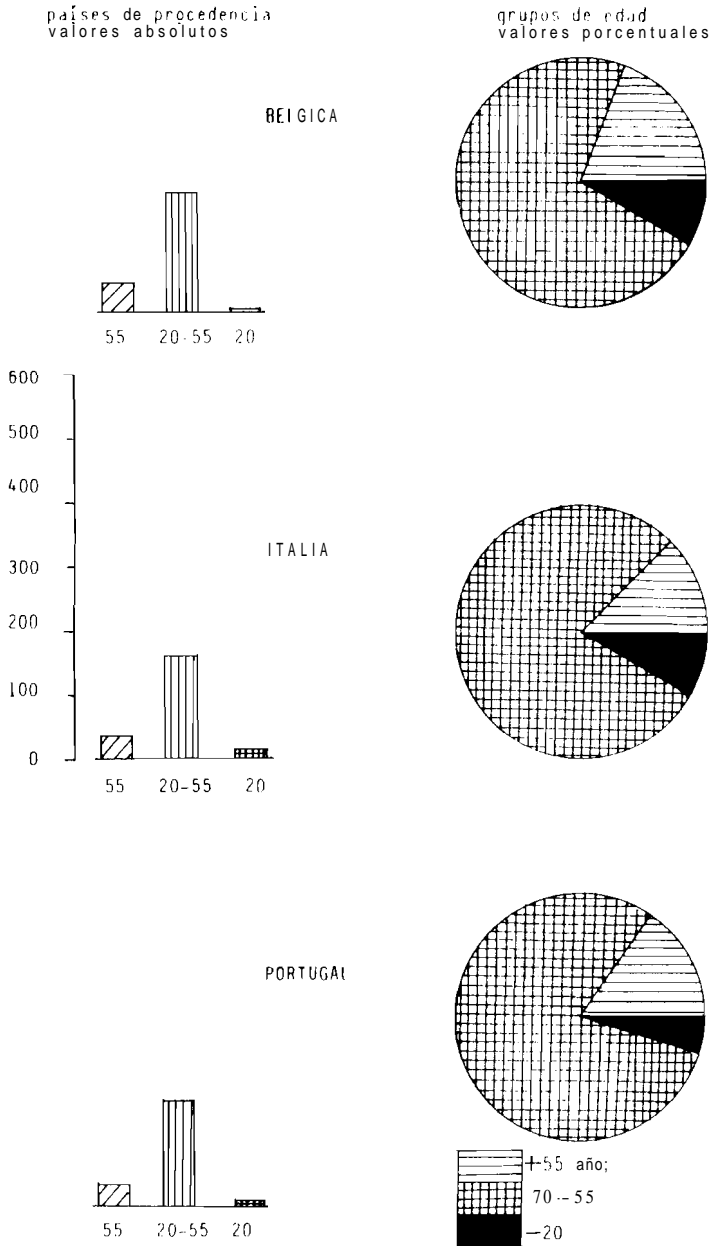 países de procedencia
valores absolutos
grupos de edad
valores porcentuales
BEIGICA
55 20-55 20
600
500
400
300
200
100
0
ITALIA
55 20-55 20
PORTUGAL
55 20-55 20
+55 año;
70--55
-20